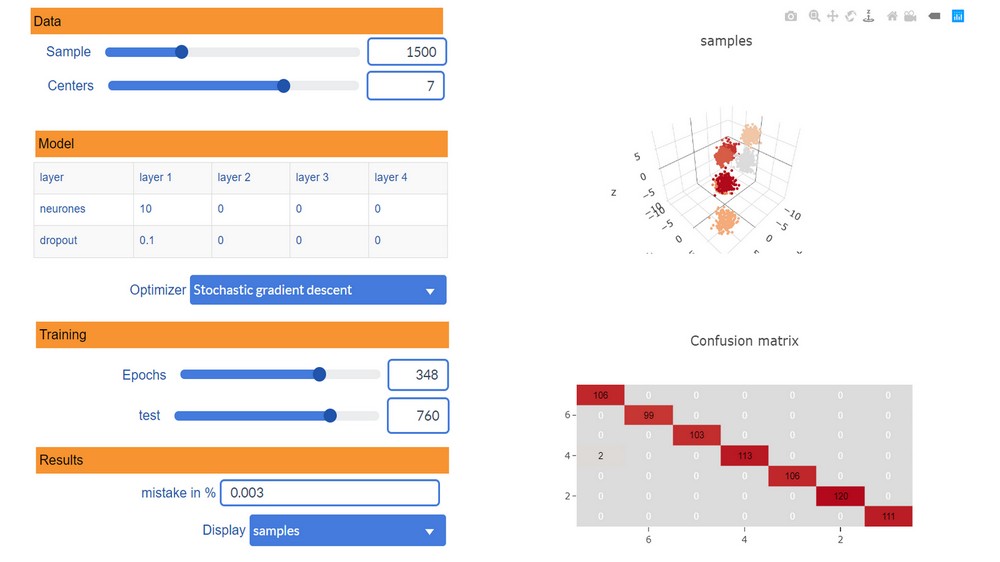 Data
Sample 1500
Centers 7
Model
layer layer 1 layer 2 layer 3 layer 4
neurones 10 0 0 0
dropout 0.1 0 0 0
Optimizer Stochastic gradient descent
Training
Epochs 348
test 760
Results
mistake in % 0.003
Display samples
samples
5
0
−5
−10
z
−10
−5
0
−10
−5
0
Confusion matrix
106 0 0 0 0 0 0
6 0 99 0 0 0 0 0
0 0 103 0 0 0 0
4 2 0 0 113 0 0 0
0 0 0 0 106 0 0
2 0 0 0 0 0 120 0
0 0 0 0 0 0 111
6 4 2